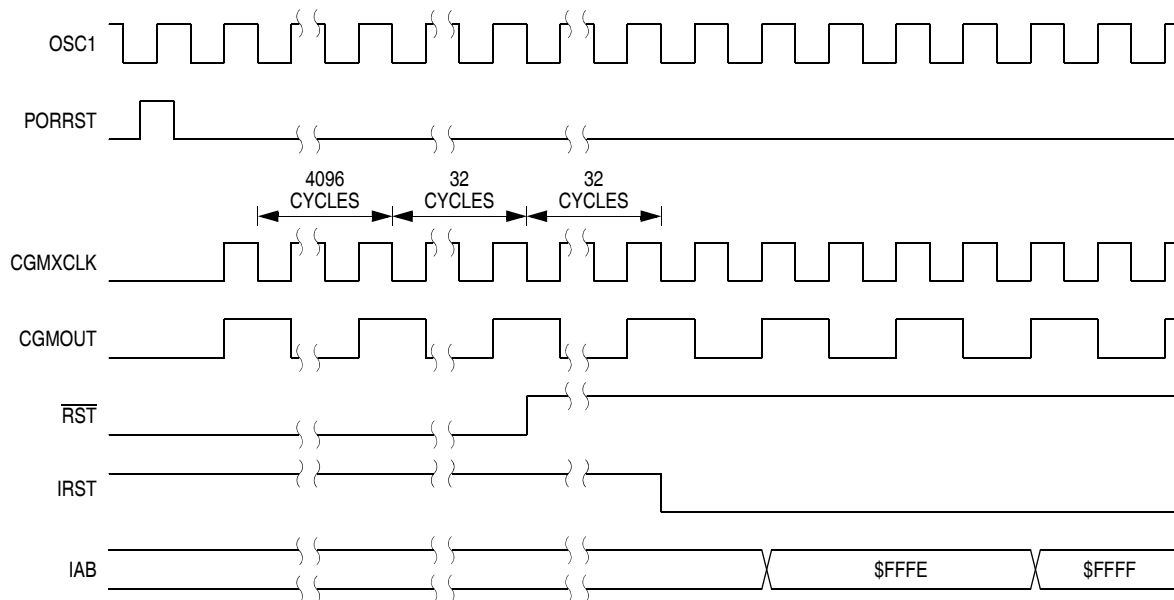 OSC1
PORRST
4096
CYCLES
32
CYCLES
32
CYCLES
CGMXCLK
CGMOUT
RST
IRST
IAB
$FFFE
$FFFF